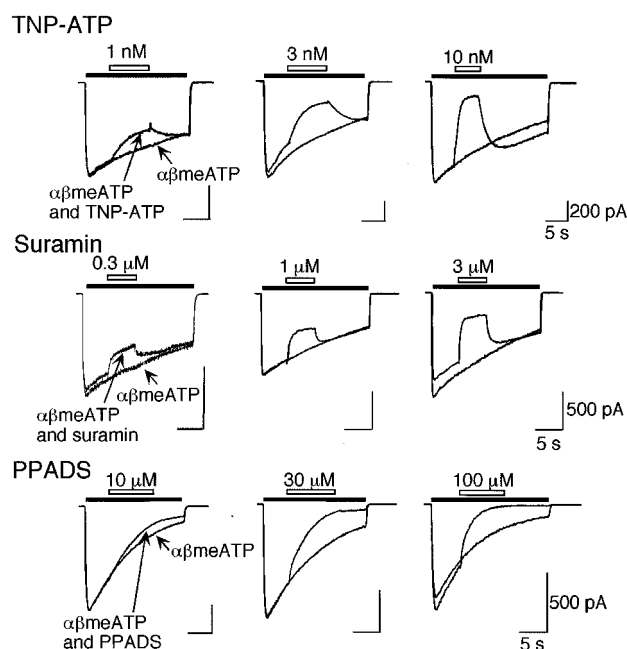 TNP-ATP
1 nM
3 nM
10 nM
αβmeATP
αβmeATP
and TNP-ATP
200 pA
5 s
Suramin
0.3 µM
1 µM
3 µM
αβmeATP
αβmeATP
and suramin
500 pA
5 s
PPADS
10 µM
30 µM
100 µM
αβmeATP
αβmeATP
and PPADS
500 pA
5 s